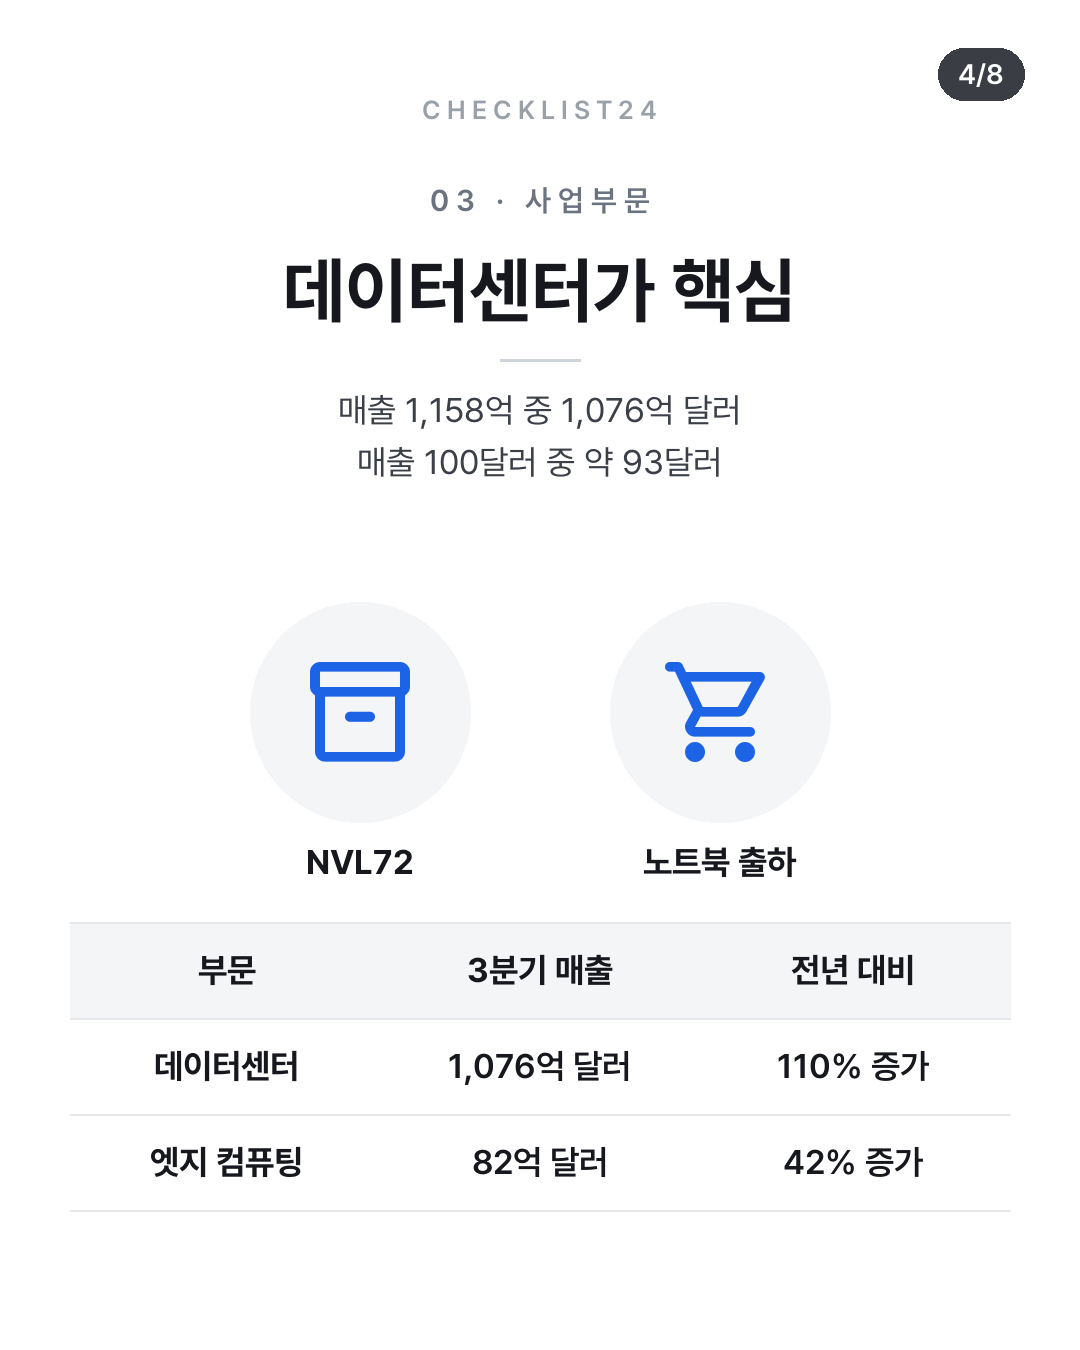 4/8
CHECKLIST24
03 · 사업부문
데이터센터가 핵심
매출 1,158억 중 1,076억 달러
매출 100달러 중 약 93달러
NVL72 노트북 출하
부문 3분기 매출 전년 대비
데이터센터 1,076억 달러 110% 증가
엣지 컴퓨팅 82억 달러 42% 증가